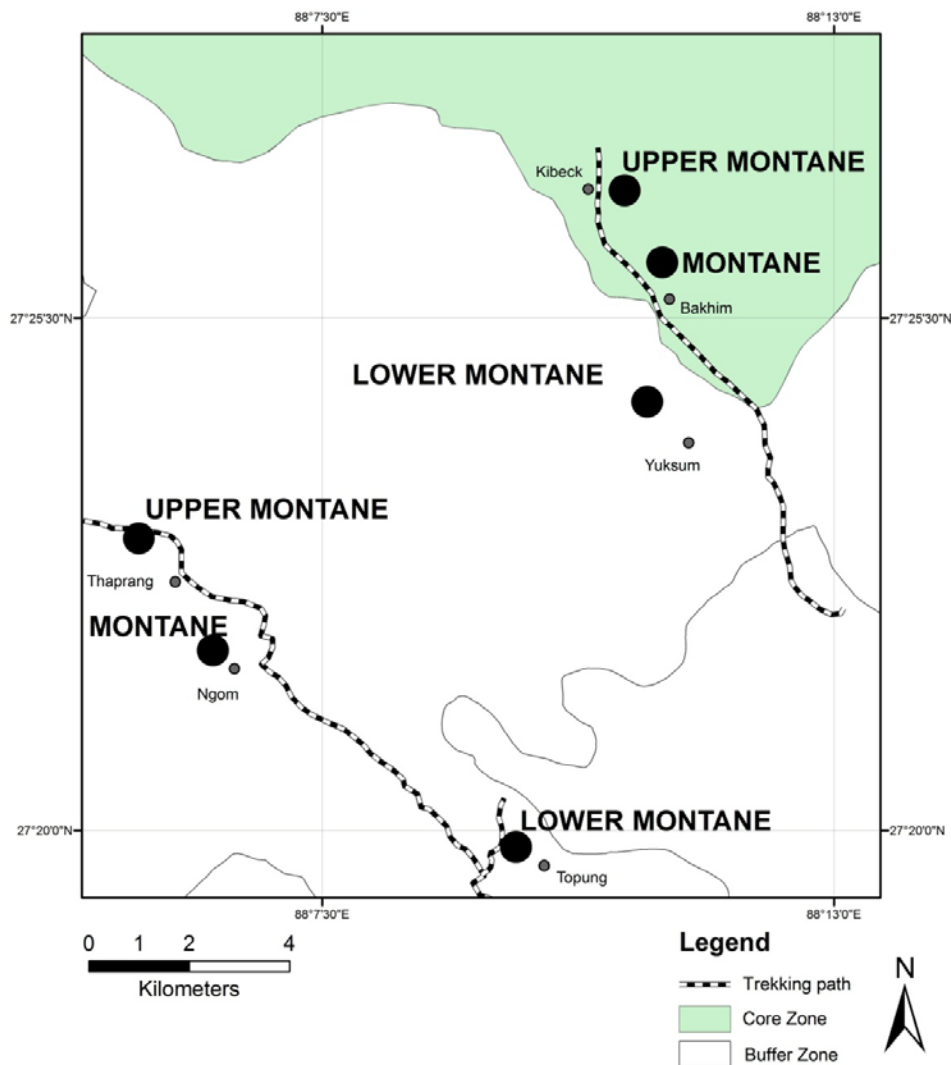 88°7'30"E
88°13'0"E
UPPER MONTANE
Kibeck
MONTANE
Bakhim
27°25'30"N
27°25'30"N
LOWER MONTANE
Yuksum
UPPER MONTANE
Thaprang
MONTANE
Ngom
LOWER MONTANE
27°20'0"N
27°20'0"N
Topung
88°7'30"E
88°13'0"E
0 1 2 4
Kilometers
Legend
Trekking path
Core Zone
Buffer Zone
N